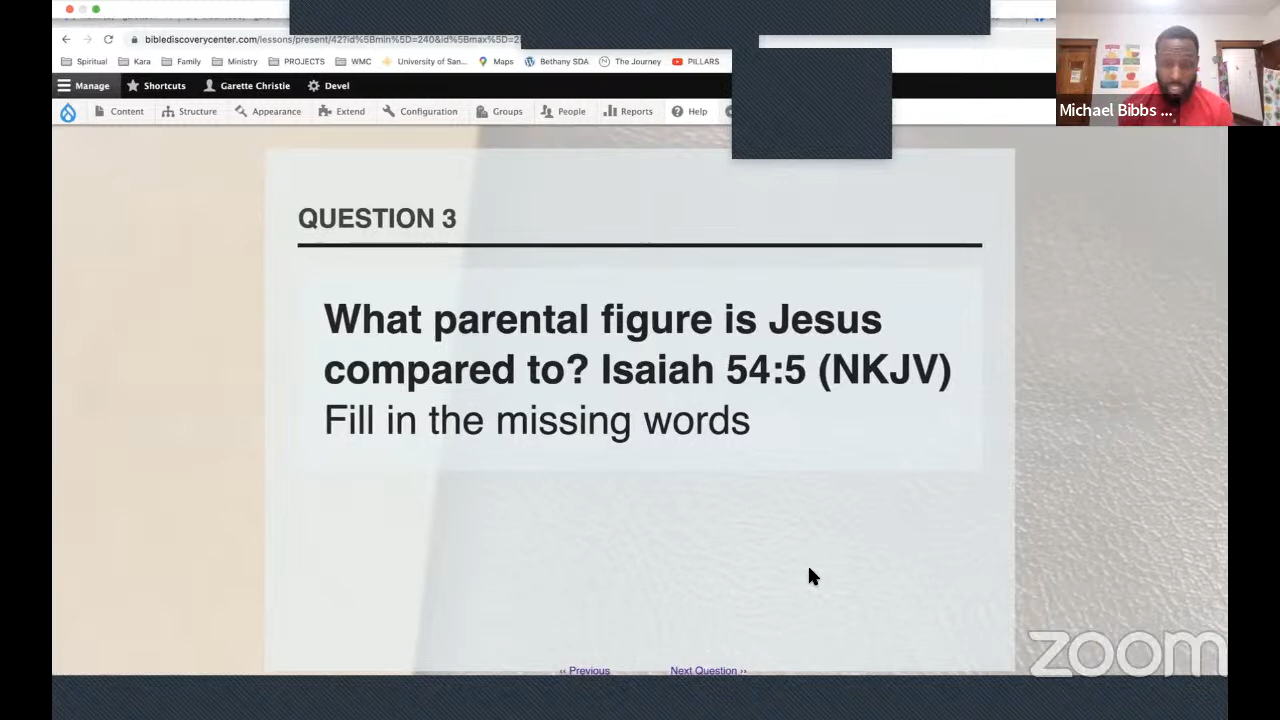 biblediscoverycenter.com/lessons/present/42?id%5Bmin%5D=240&id%5Bmax%5D=2
Spiritual Kara Family Ministry PROJECTS WMC University of San... Maps Bethany SDA The Journey PILLARS
Manage Shortcuts Garette Christie Devel
Content Structure Appearance Extend Configuration Groups People Reports Help
Michael Bibbs ...
QUESTION 3
What parental figure is Jesus
compared to? Isaiah 54:5 (NKJV)
Fill in the missing words
‹‹ Previous Next Question ››
zoom